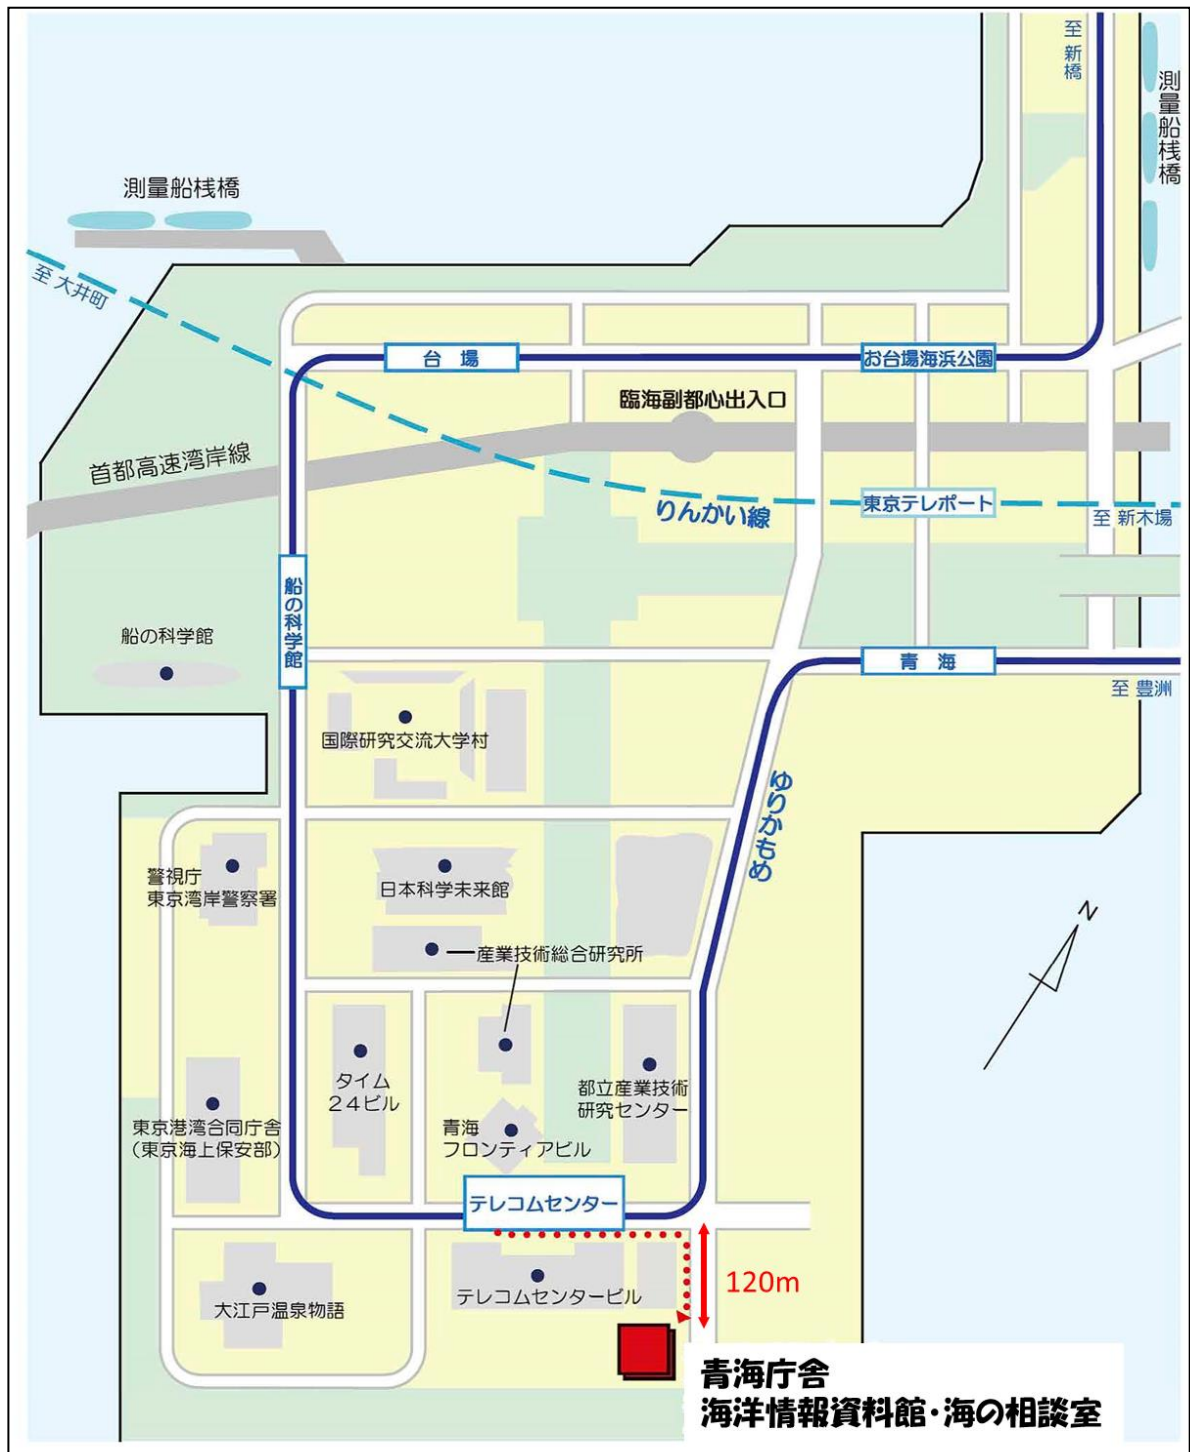 至 新橋
測量船桟橋
測量船桟橋
至 大井町
台 場
お台場海浜公園
臨海副都心出入口
首都高速湾岸線
りんかい線
東京テレポート
至 新木場
船の科学館
船の科学館
青 海
至 豊洲
国際研究交流大学村
ゆりかもめ
警視庁
東京湾岸警察署
日本科学未来館
産業技術総合研究所
N
タイム
24ビル
都立産業技術
研究センター
東京港湾合同庁舎
(東京海上保安部)
青海
フロンティアビル
テレコムセンター
120m
テレコムセンタービル
大江戸温泉物語
青海庁舎
海洋情報資料館・海の相談室